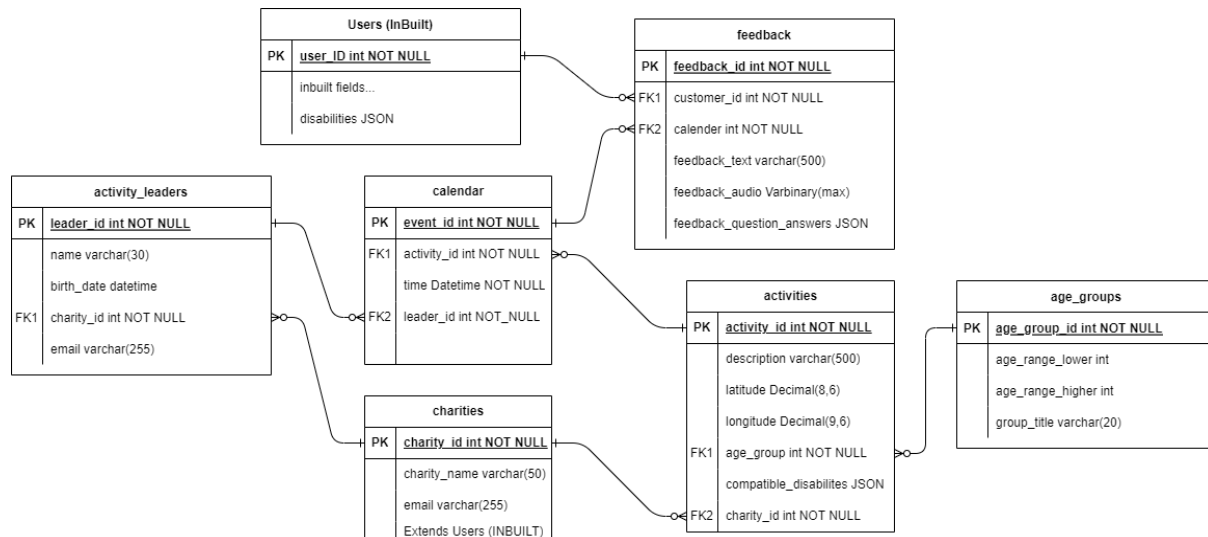 Users (InBuilt)
PK user_ID int NOT NULL
inbuilt fields...
disabilities JSON
feedback
PK feedback_id int NOT NULL
FK1 customer_id int NOT NULL
FK2 calender int NOT NULL
feedback_text varchar(500)
feedback_audio Varbinary(max)
feedback_question_answers JSON
activity_leaders
PK leader_id int NOT NULL
name varchar(30)
birth_date datetime
FK1 charity_id int NOT NULL
email varchar(255)
calendar
PK event_id int NOT NULL
FK1 activity_id int NOT NULL
time Datetime NOT NULL
FK2 leader_id int NOT_NULL
activities
PK activity_id int NOT NULL
description varchar(500)
latitude Decimal(8,6)
longitude Decimal(9,6)
FK1 age_group int NOT NULL
compatible_disabilites JSON
FK2 charity_id int NOT NULL
age_groups
PK age_group_id int NOT NULL
age_range_lower int
age_range_higher int
group_title varchar(20)
charities
PK charity_id int NOT NULL
charity_name varchar(50)
email varchar(255)
Extends Users (INBUILT)